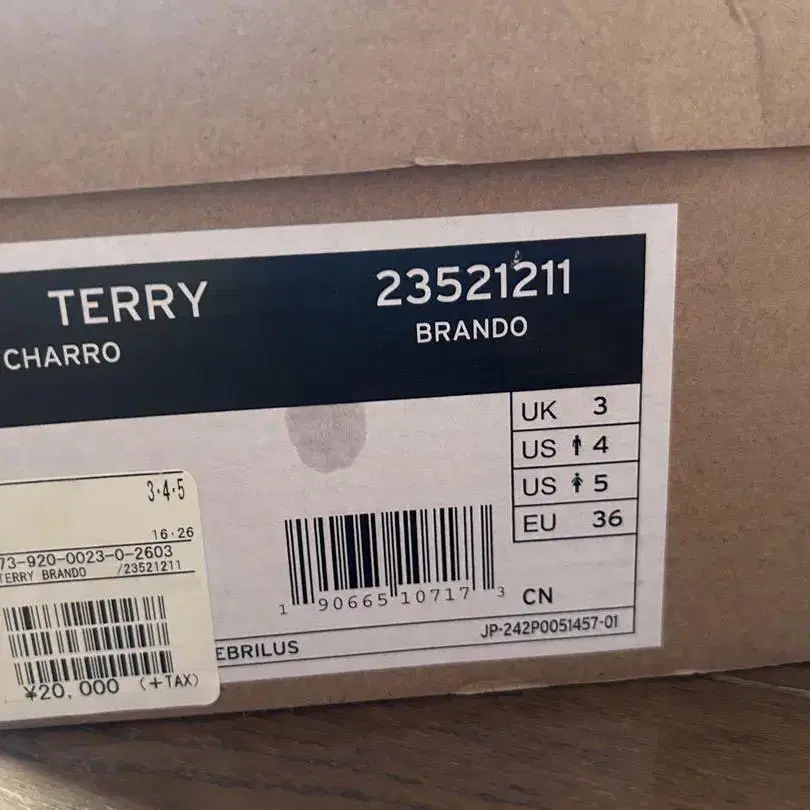 TERRY
CHARRO
23521211
BRANDO
UK 3
US 4
US 5
EU 36
CN
1 90665 10717 3
JP-242P0051457-01
EBRILUS
3·4·5
16·26
73-920-0023-0-2603
TERRY BRANDO /23521211
¥20,000 (+TAX)